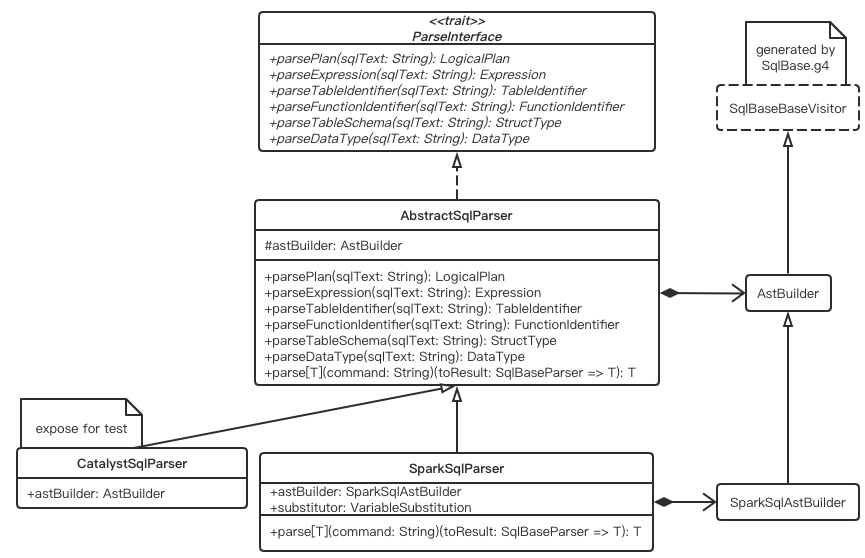 <<trait>>
ParseInterface
+parsePlan(sqlText: String): LogicalPlan
+parseExpression(sqlText: String): Expression
+parseTableIdentifier(sqlText: String): TableIdentifier
+parseFunctionIdentifier(sqlText: String): FunctionIdentifier
+parseTableSchema(sqlText: String): StructType
+parseDataType(sqlText: String): DataType
generated by
SqlBase.g4
SqlBaseBaseVisitor
AbstractSqlParser
#astBuilder: AstBuilder
+parsePlan(sqlText: String): LogicalPlan
+parseExpression(sqlText: String): Expression
+parseTableIdentifier(sqlText: String): TableIdentifier
+parseFunctionIdentifier(sqlText: String): FunctionIdentifier
+parseTableSchema(sqlText: String): StructType
+parseDataType(sqlText: String): DataType
+parse[T](command: String)(toResult: SqlBaseParser => T): T
AstBuilder
expose for test
CatalystSqlParser
+astBuilder: AstBuilder
SparkSqlParser
+astBuilder: SparkSqlAstBuilder
+substitutor: VariableSubstitution
+parse[T](command: String)(toResult: SqlBaseParser => T): T
SparkSqlAstBuilder